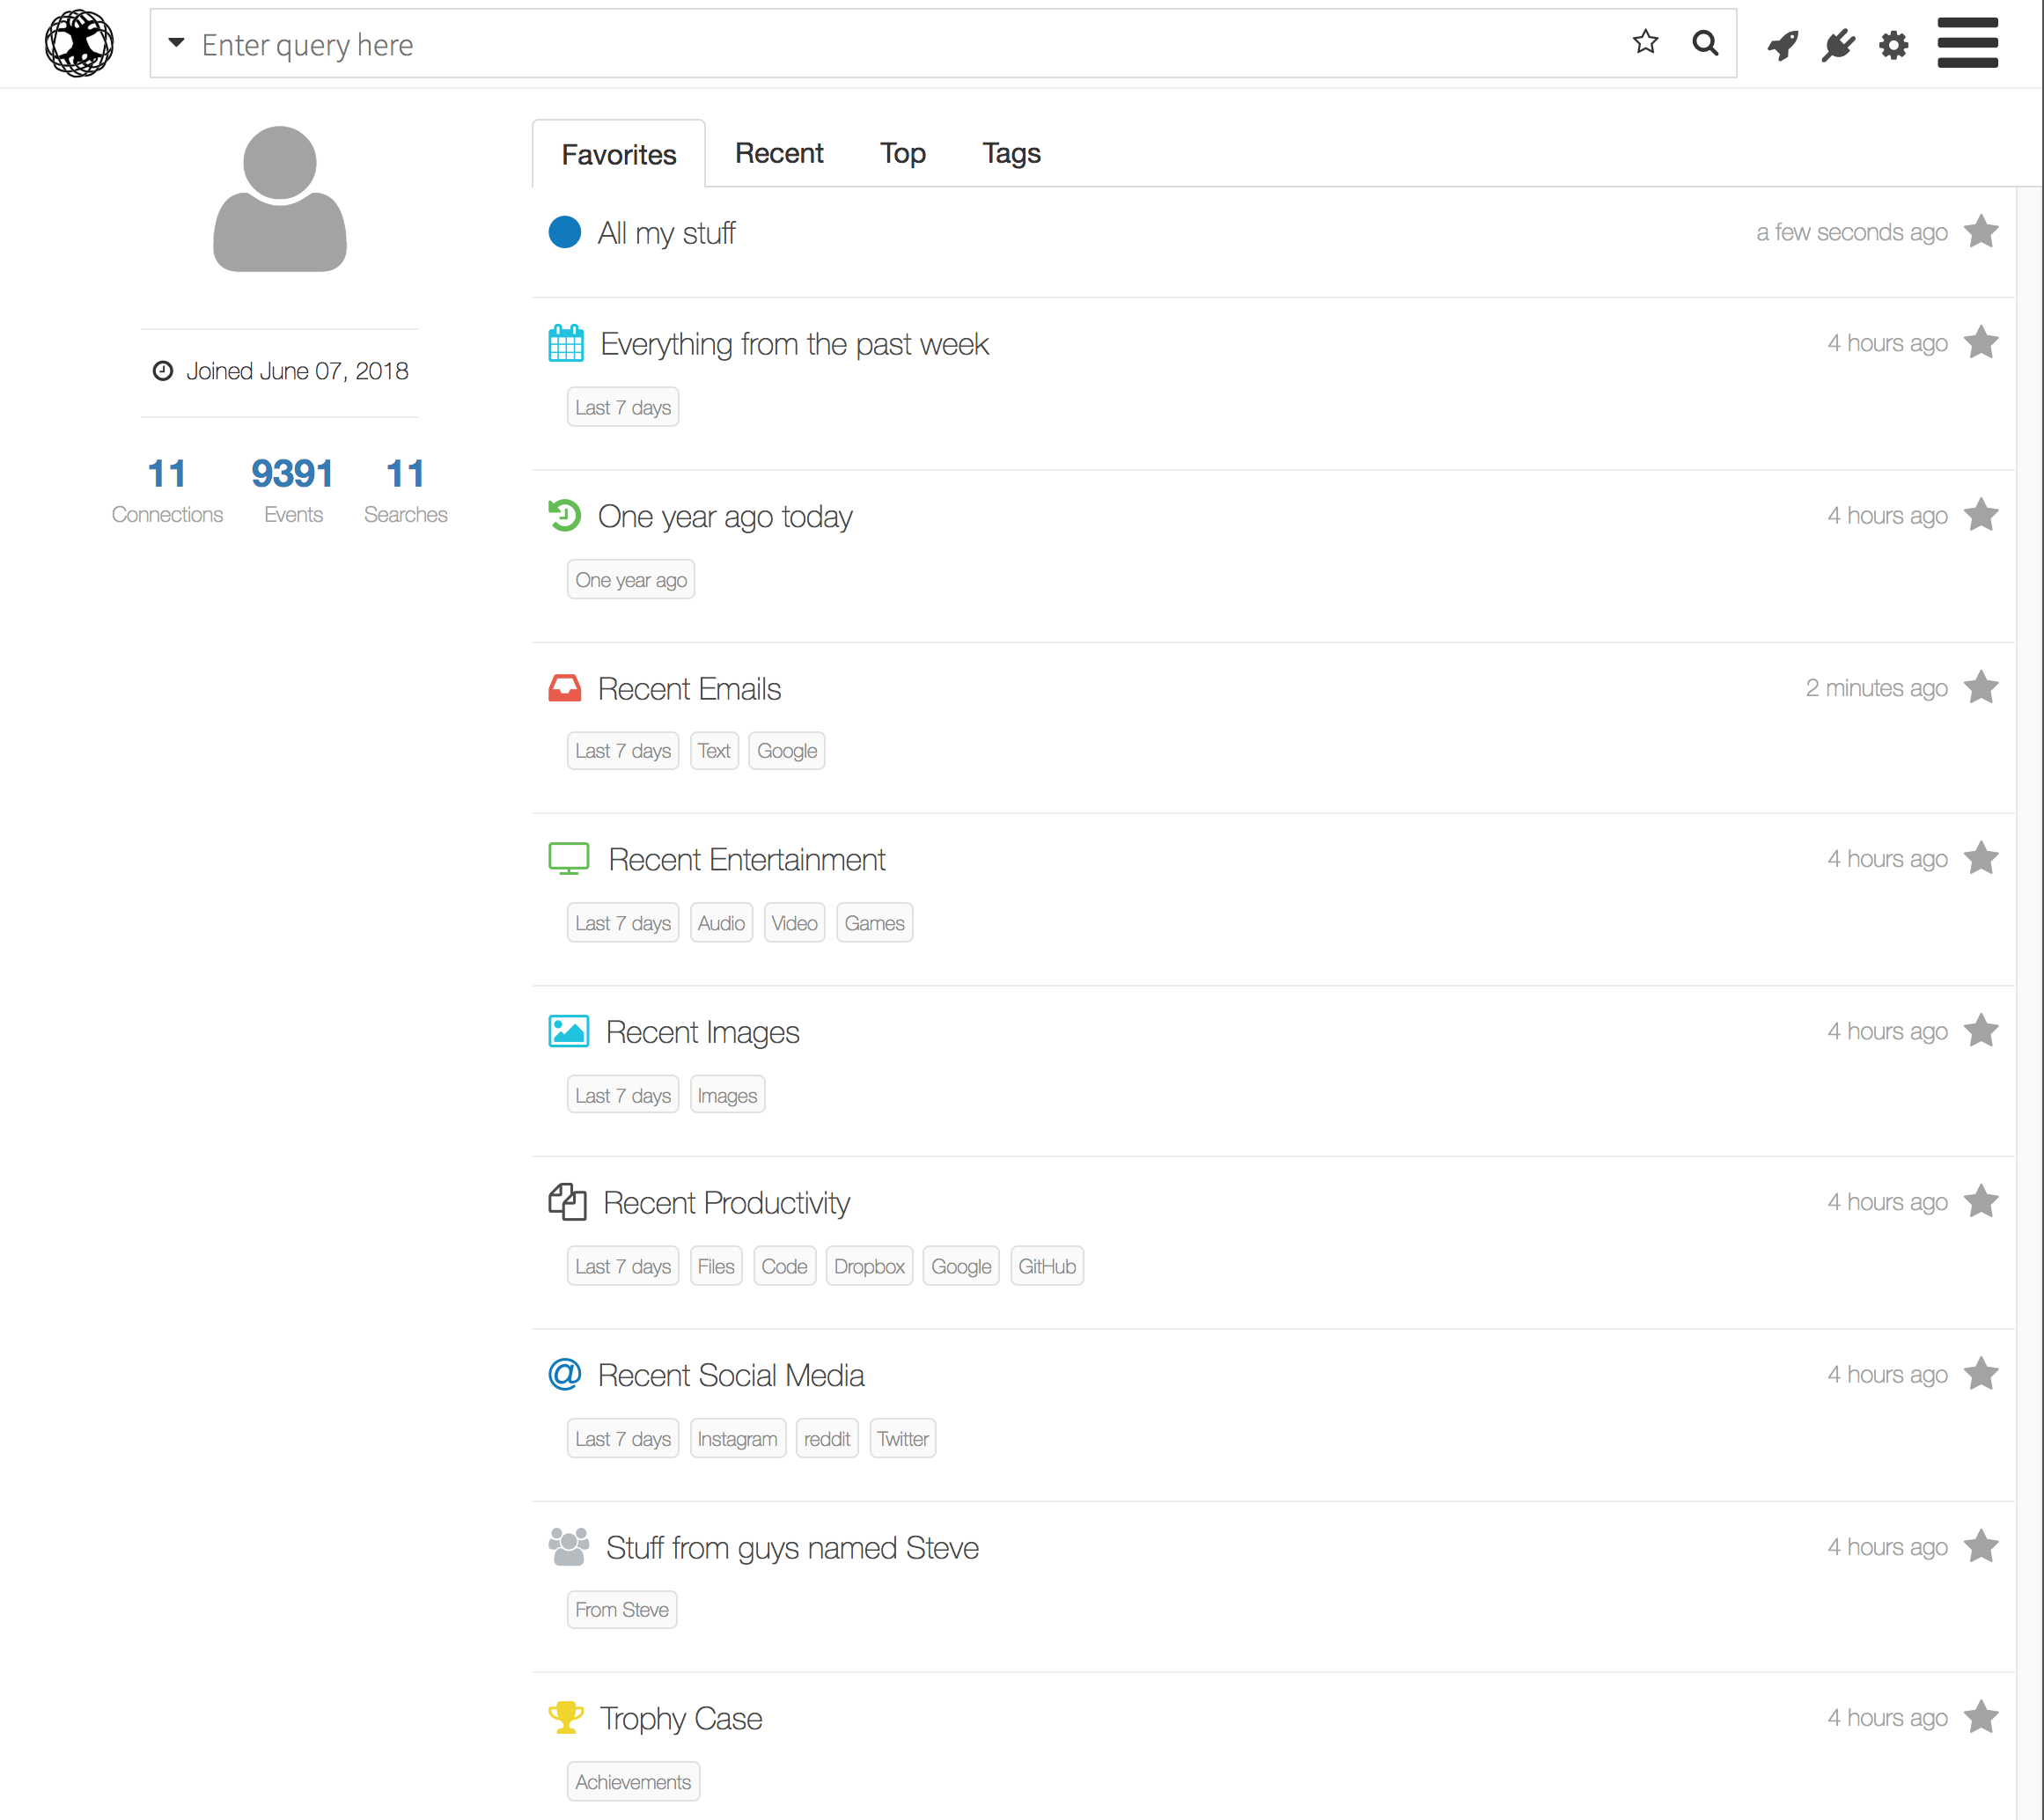 Enter query here
Favorites Recent Top Tags
Joined June 07, 2018
11 9391 11
Connections Events Searches
All my stuff a few seconds ago
Everything from the past week 4 hours ago
Last 7 days
One year ago today 4 hours ago
One year ago
Recent Emails 2 minutes ago
Last 7 days Text Google
Recent Entertainment 4 hours ago
Last 7 days Audio Video Games
Recent Images 4 hours ago
Last 7 days Images
Recent Productivity 4 hours ago
Last 7 days Files Code Dropbox Google GitHub
@ Recent Social Media 4 hours ago
Last 7 days Instagram reddit Twitter
Stuff from guys named Steve 4 hours ago
From Steve
Trophy Case 4 hours ago
Achievements